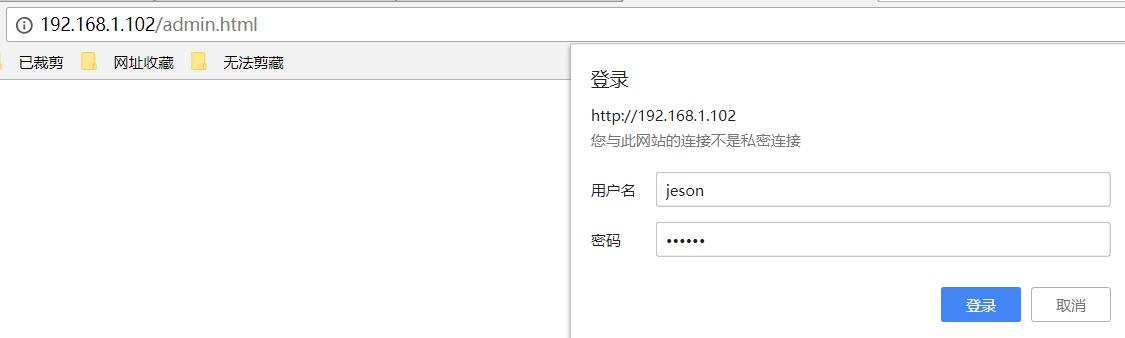 192.168.1.102/admin.html
已裁剪 网址收藏 无法剪藏
登录
http://192.168.1.102
您与此网站的连接不是私密连接
用户名 jeson
密码 ••••••
登录 取消